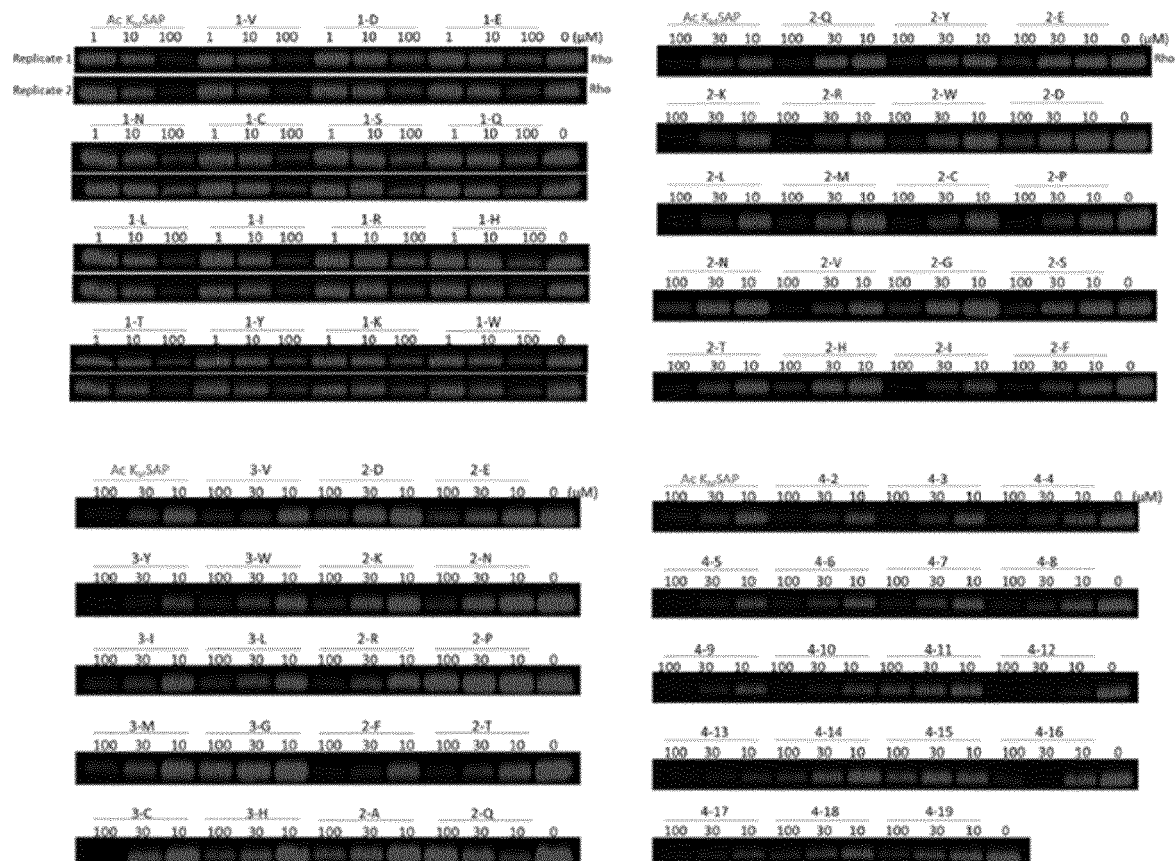 Ac 1-V 1-D 1-E
1 10 100 1 10 100 1 10 100 1 10 100 0 (μM)
Replicate 1 Rho
Replicate 2 Rho
1-N 1-C 1-S 1-Q
1 10 100 1 10 100 1 10 100 1 10 100 0
1-L 1-I 1-R 1-H
1 10 100 1 10 100 1 10 100 1 10 100 0
1-T 1-Y 1-K 1-W
1 10 100 1 10 100 1 10 100 1 10 100 0
Ac 2-Q 2-Y 2-E
100 30 10 100 30 10 100 30 10 100 30 10 0 (μM)
Rho
2-K 2-R 2-W 2-D
100 30 10 100 30 10 100 30 10 100 30 10 0
2-L 2-M 2-C 2-P
100 30 10 100 30 10 100 30 10 100 30 10 0
2-N 2-V 2-G 2-S
100 30 10 100 30 10 100 30 10 100 30 10 0
2-T 2-H 2-I 2-F
100 30 10 100 30 10 100 30 10 100 30 10 0
Ac 3-V 2-D 2-E
100 30 10 100 30 10 100 30 10 100 30 10 0 (μM)
3-Y 3-W 2-K 2-N
100 30 10 100 30 10 100 30 10 100 30 10 0
3-I 3-L 2-R 2-P
100 30 10 100 30 10 100 30 10 100 30 10 0
3-M 3-G 2-F 2-T
100 30 10 100 30 10 100 30 10 100 30 10 0
3-C 3-H 2-A 2-Q
100 30 10 100 30 10 100 30 10 100 30 10 0
Ac 4-2 4-3 4-4
100 30 10 100 30 10 100 30 10 100 30 10 0 (μM)
4-5 4-6 4-7 4-8
100 30 10 100 30 10 100 30 10 100 30 10 0
4-9 4-10 4-11 4-12
100 30 10 100 30 10 100 30 10 100 30 10 0
4-13 4-14 4-15 4-16
100 30 10 100 30 10 100 30 10 100 30 10 0
4-17 4-18 4-19
100 30 10 100 30 10 100 30 10 0